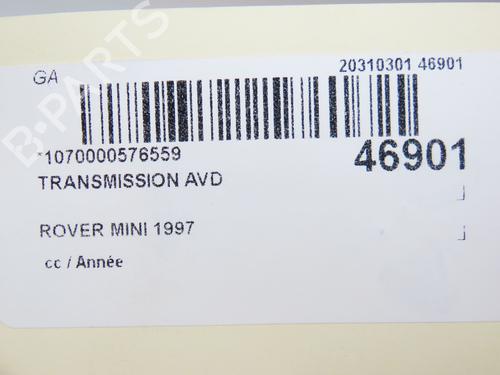 GA
20310301 46901
*1070000576559
46901
TRANSMISSION AVD
ROVER MINI 1997
cc / Année
B-PARTS